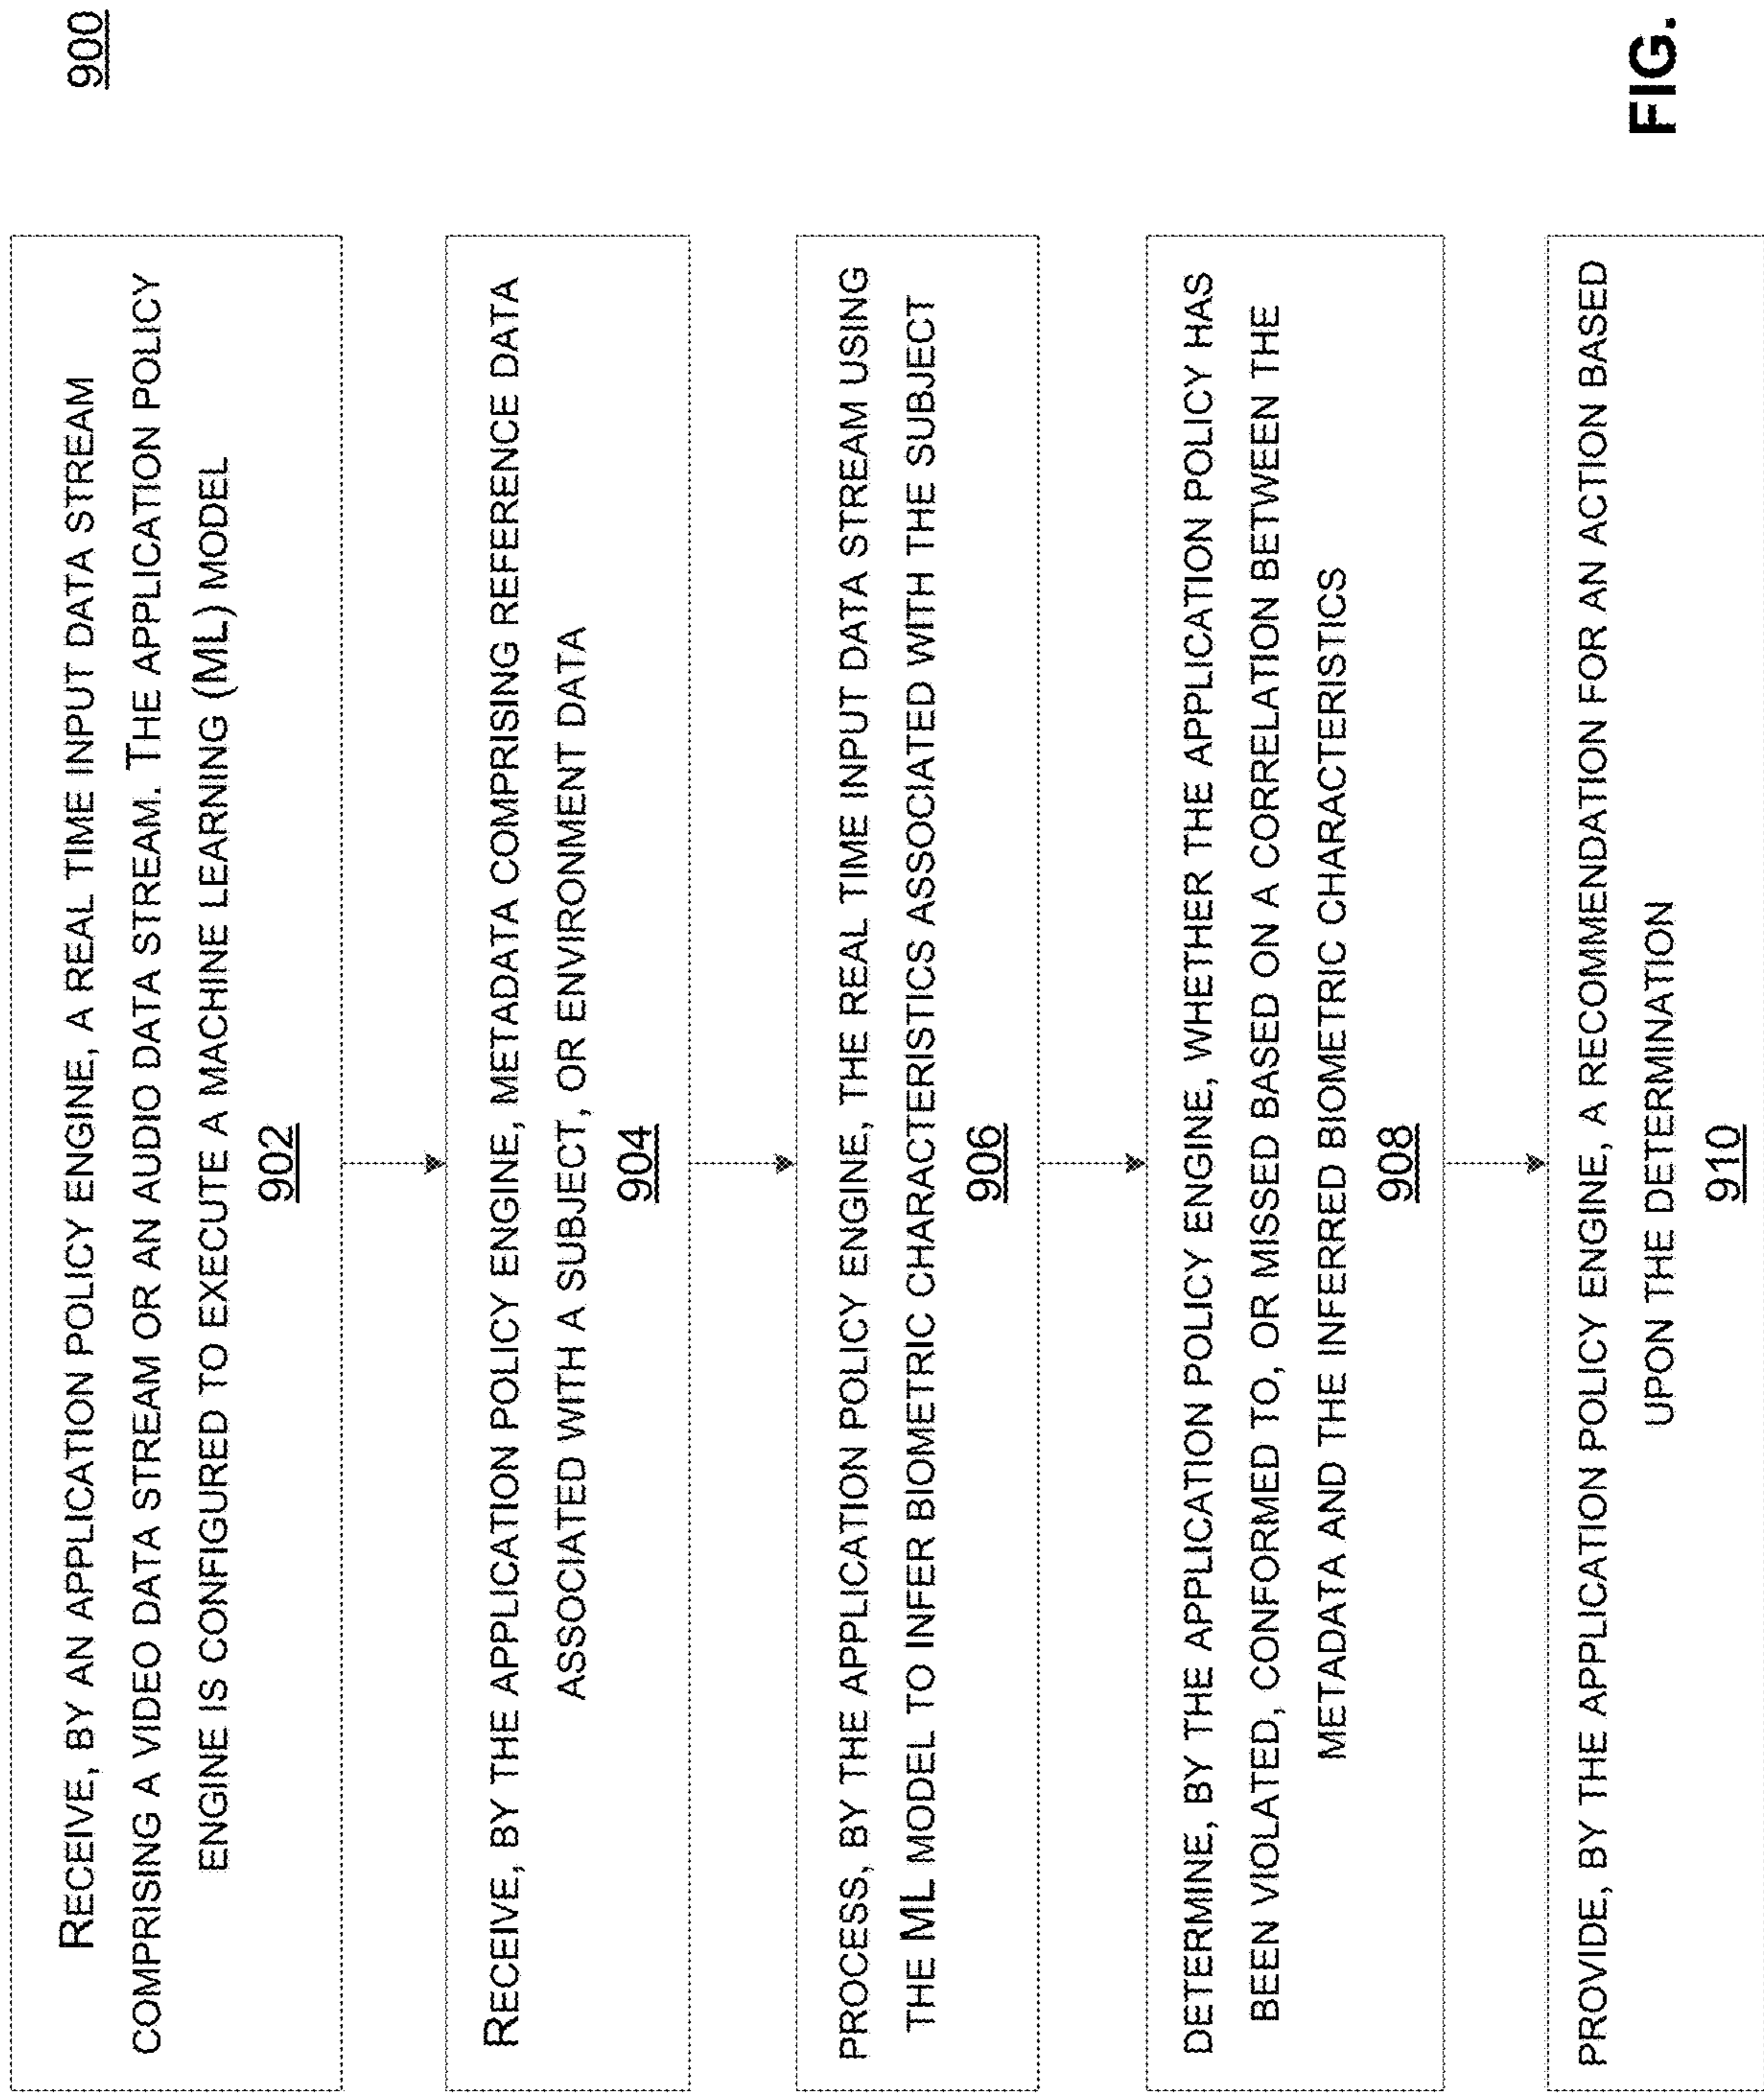 900
RECEIVE, BY AN APPLICATION POLICY ENGINE, A REAL TIME INPUT DATA STREAM
COMPRISING A VIDEO DATA STREAM OR AN AUDIO DATA STREAM. THE APPLICATION POLICY
ENGINE IS CONFIGURED TO EXECUTE A MACHINE LEARNING (ML) MODEL
902
RECEIVE, BY THE APPLICATION POLICY ENGINE, METADATA COMPRISING REFERENCE DATA
ASSOCIATED WITH A SUBJECT, OR ENVIRONMENT DATA
904
PROCESS, BY THE APPLICATION POLICY ENGINE, THE REAL TIME INPUT DATA STREAM USING
THE ML MODEL TO INFER BIOMETRIC CHARACTERISTICS ASSOCIATED WITH THE SUBJECT
906
DETERMINE, BY THE APPLICATION POLICY ENGINE, WHETHER THE APPLICATION POLICY HAS
BEEN VIOLATED, CONFORMED TO, OR MISSED BASED ON A CORRELATION BETWEEN THE
METADATA AND THE INFERRED BIOMETRIC CHARACTERISTICS
908
PROVIDE, BY THE APPLICATION POLICY ENGINE, A RECOMMENDATION FOR AN ACTION BASED
UPON THE DETERMINATION
910
FIG.